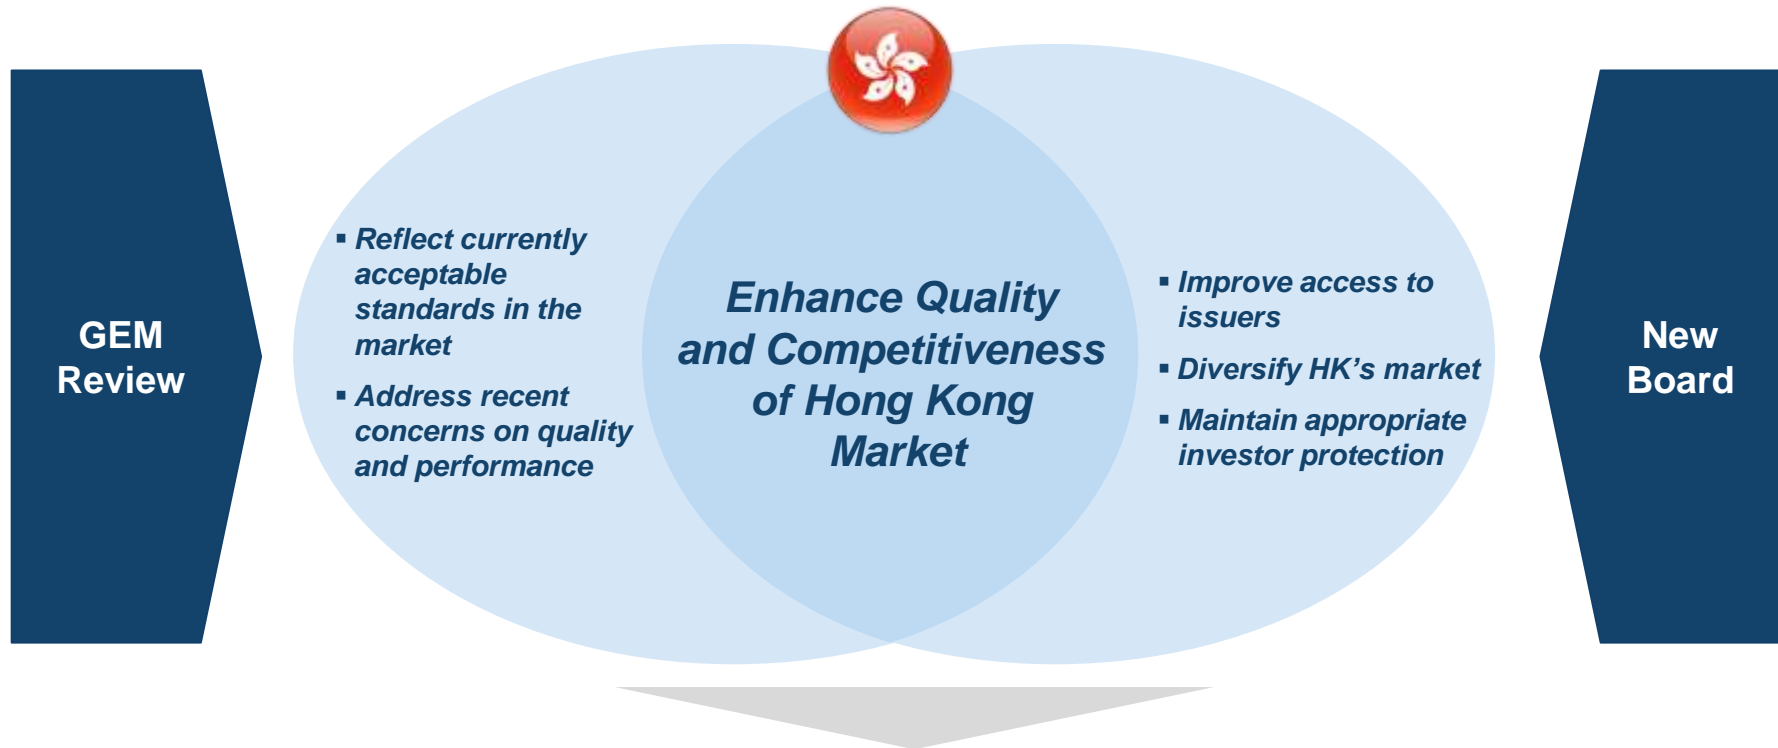 GEM
Review
▪ Reflect currently
acceptable
standards in the
market
▪ Address recent
concerns on quality
and performance
Enhance Quality
and Competitiveness
of Hong Kong
Market
▪ Improve access to
issuers
▪ Diversify HK's market
▪ Maintain appropriate
investor protection
New
Board